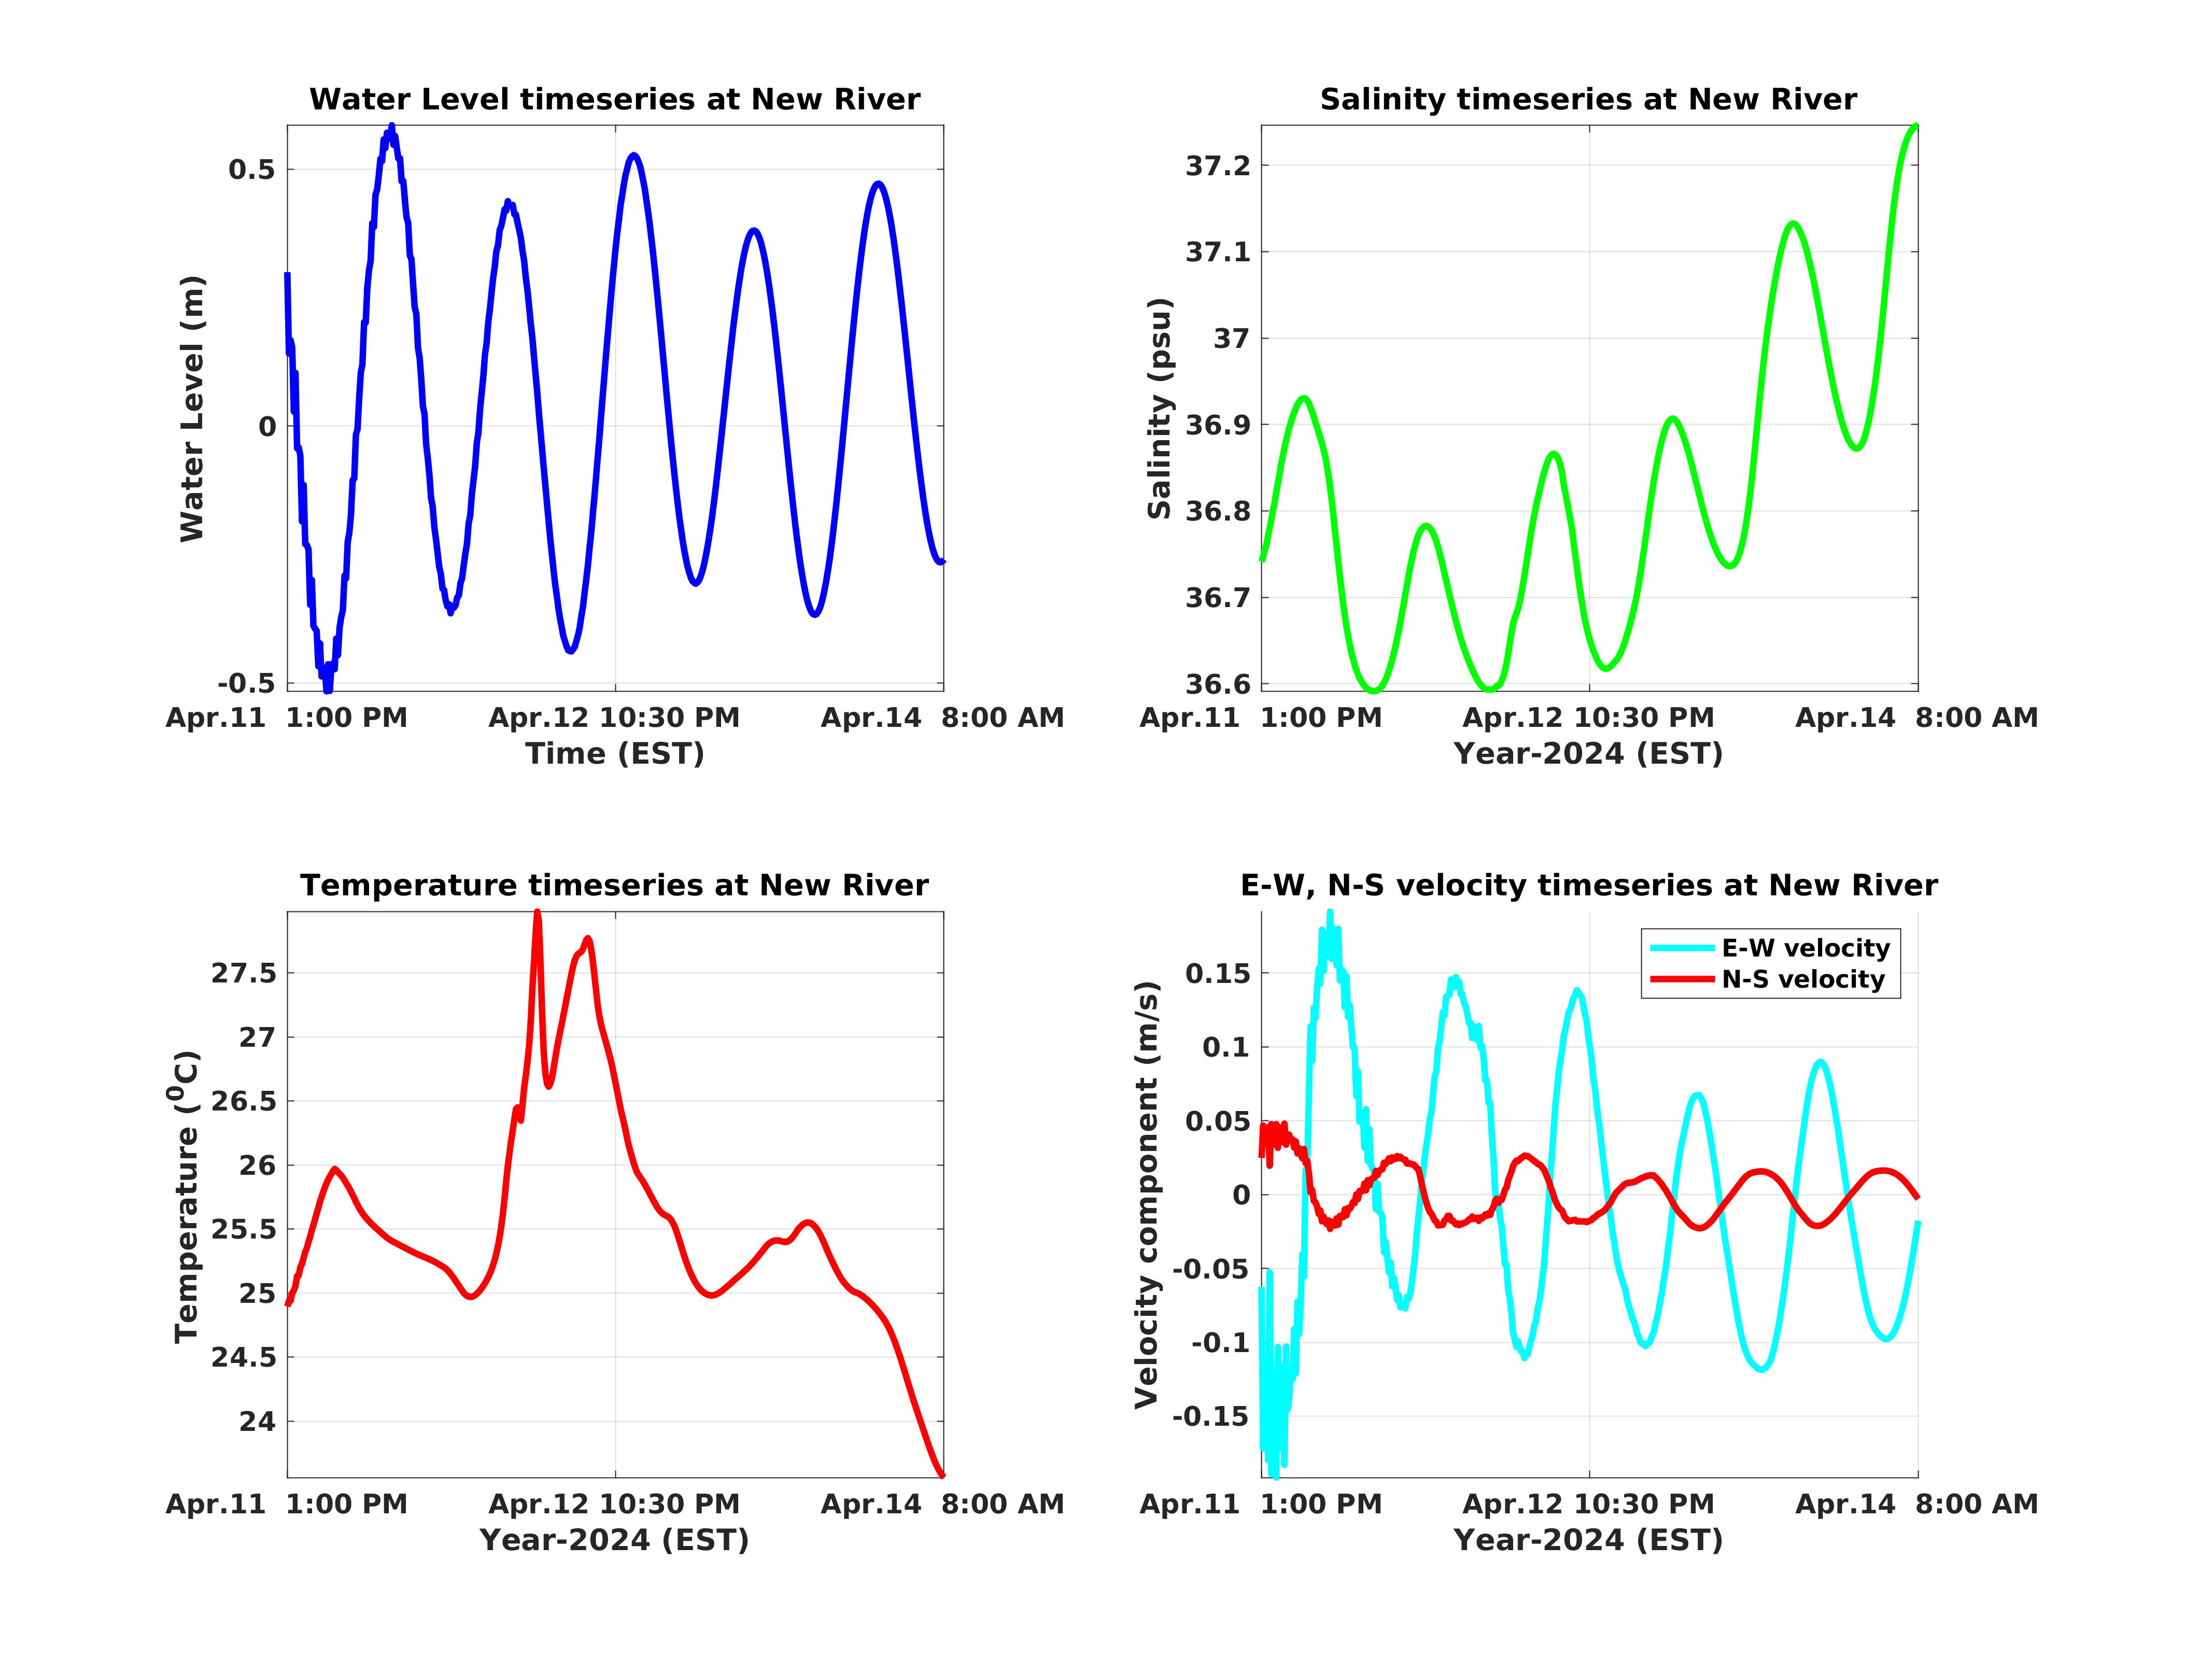 Water Level timeseries at New River
Water Level (m)
0.5
0
-0.5
Apr.11 1:00 PM Apr.12 10:30 PM Apr.14 8:00 AM
Time (EST)
Salinity timeseries at New River
Salinity (psu)
37.2
37.1
37
36.9
36.8
36.7
36.6
Apr.11 1:00 PM Apr.12 10:30 PM Apr.14 8:00 AM
Year-2024 (EST)
Temperature timeseries at New River
Temperature (⁰C)
27.5
27
26.5
26
25.5
25
24.5
24
Apr.11 1:00 PM Apr.12 10:30 PM Apr.14 8:00 AM
Year-2024 (EST)
E-W, N-S velocity timeseries at New River
Velocity component (m/s)
E-W velocity
N-S velocity
0.15
0.1
0.05
0
-0.05
-0.1
-0.15
Apr.11 1:00 PM Apr.12 10:30 PM Apr.14 8:00 AM
Year-2024 (EST)